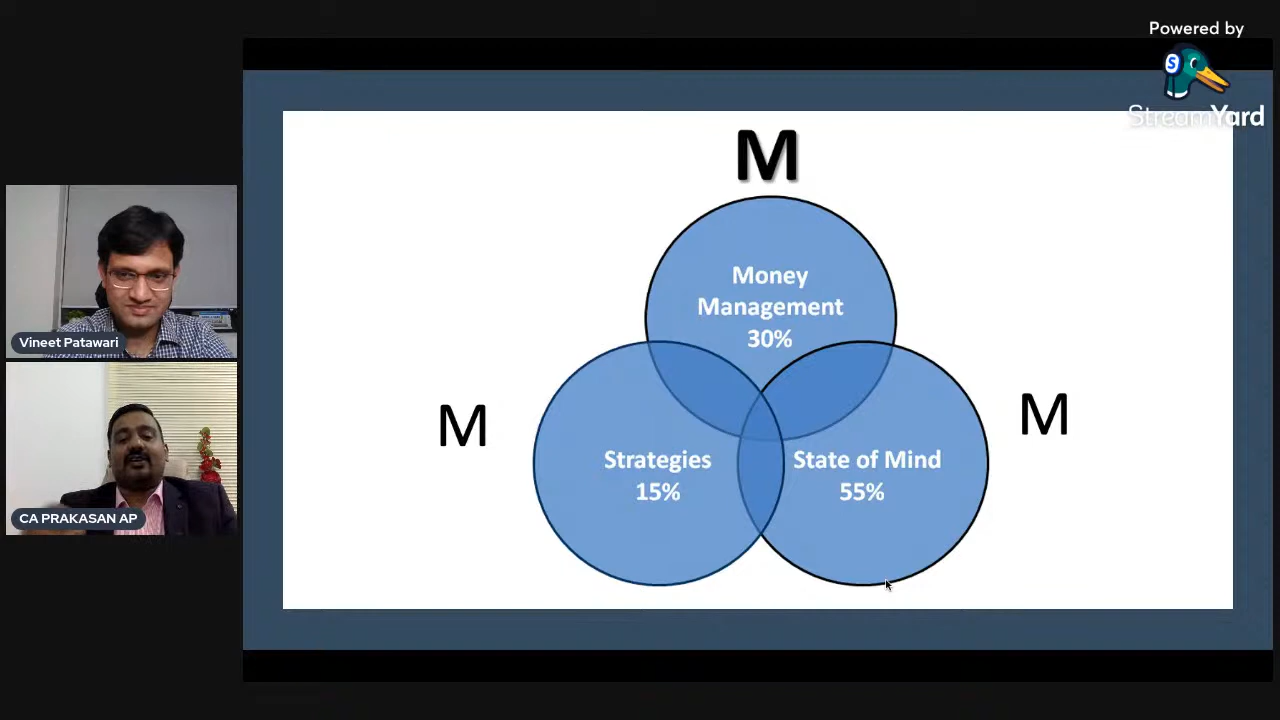 Powered by
S
StreamYard
M
Money
Management
30%
M
M
Strategies
15%
State of Mind
55%
Vineet Patawari
CA PRAKASAN AP